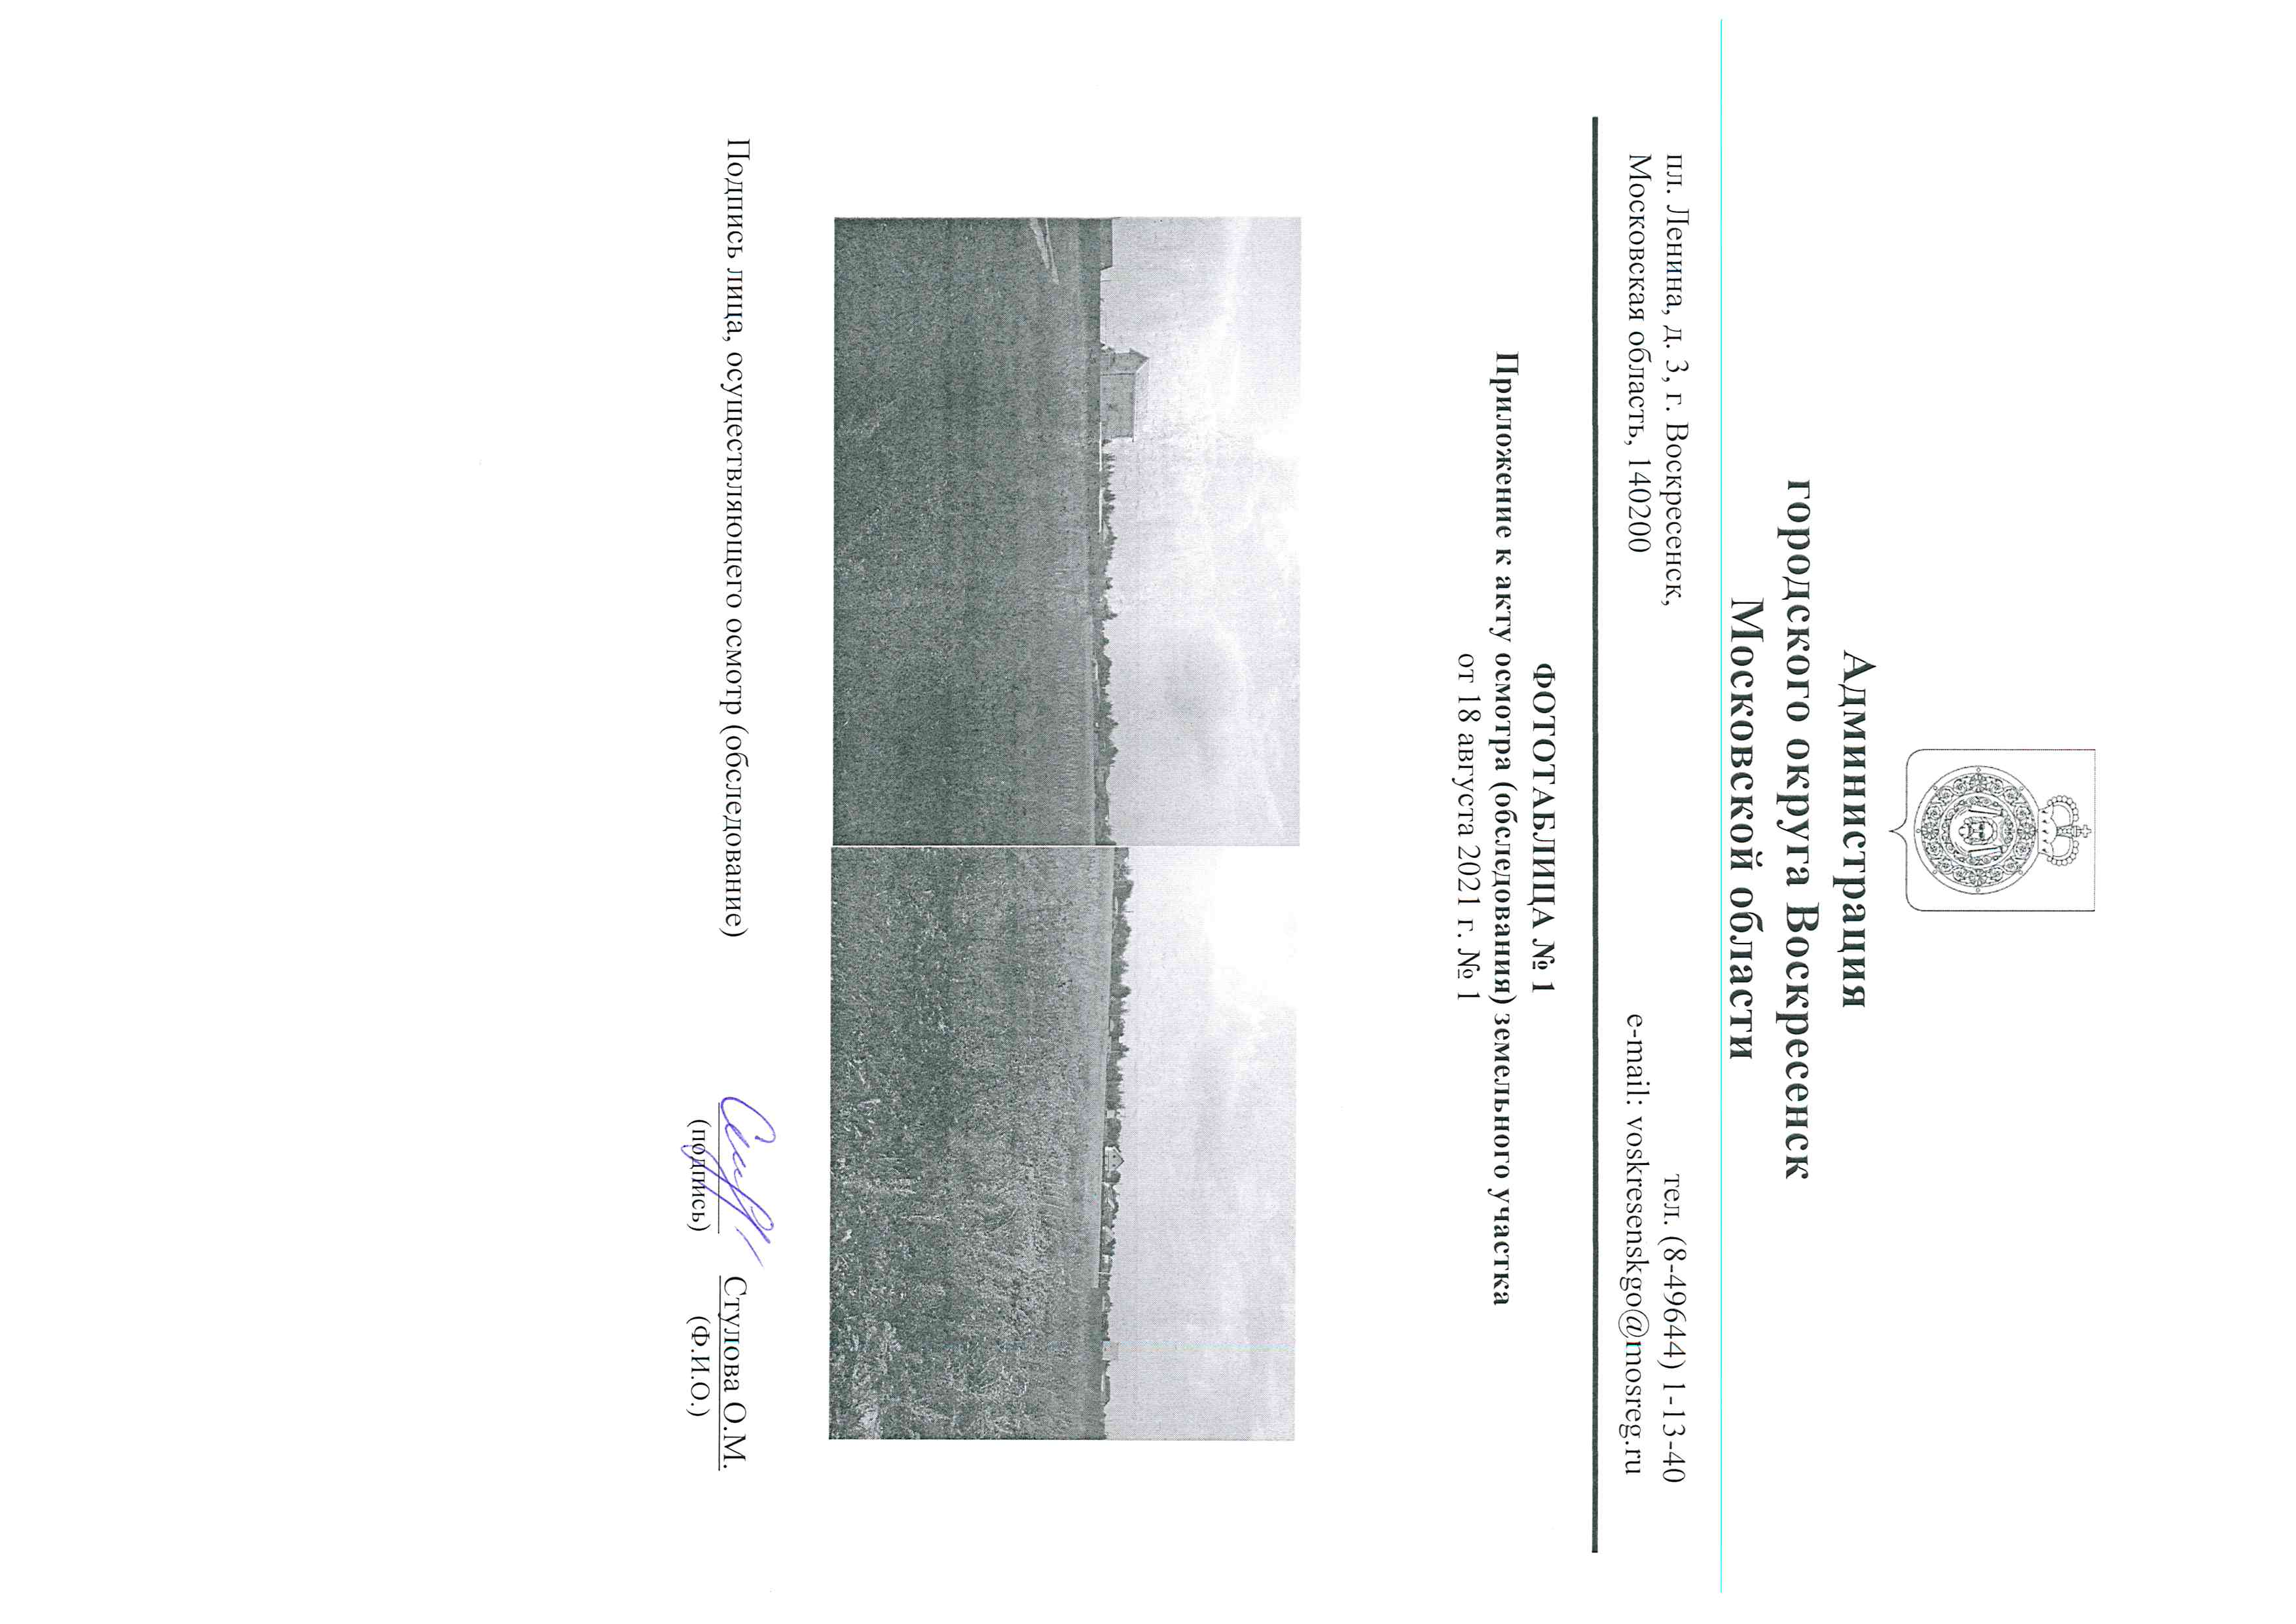 Администрация
городского округа Воскресенск
Московской области
пл. Ленина, д. 3, г. Воскресенск,
Московская область, 140200
тел. (8-49644) 1-13-40
e-mail: voskresenskgo@mosreg.ru
ФОТОТАБЛИЦА № 1
Приложение к акту осмотра (обследования) земельного участка
от 18 августа 2021 г. № 1
Подпись лица, осуществляющего осмотр (обследование)
Стулова О.М.
(подпись)
(Ф.И.О.)